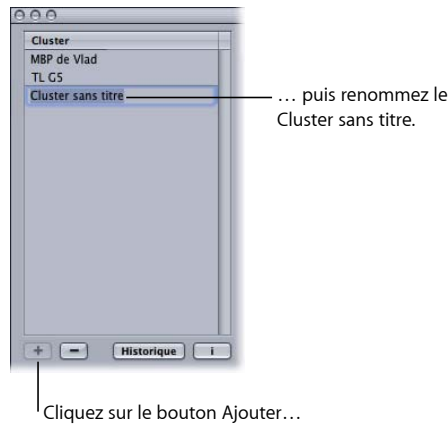 Cluster
MBP de Vlad
TL G5
Cluster sans titre
… puis renommez le
Cluster sans titre.
+ − Historique i
Cliquez sur le bouton Ajouter…